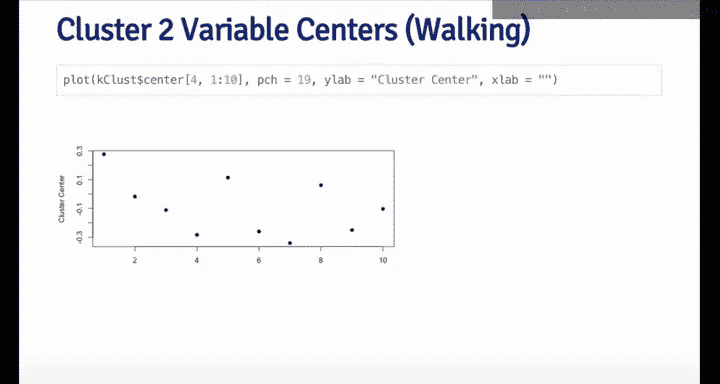 Cluster 2 Variable Centers (Walking)
plot(kClust$center[4, 1:10], pch = 19, ylab = "Cluster Center", xlab = "")
Cluster Center
0.3
0.1
-0.1
-0.3
2 4 6 8 10